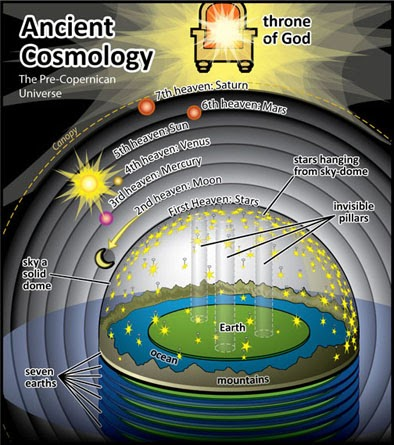 Ancient
Cosmology
The Pre-Copernican
Universe
throne
of God
Canopy
7th heaven: Saturn
6th heaven: Mars
5th heaven: Sun
4th heaven: Venus
3rd heaven: Mercury
2nd heaven: Moon
First Heaven: Stars
stars hanging
from sky-dome
invisible
pillars
sky a
solid
dome
Earth
ocean
mountains
seven
earths